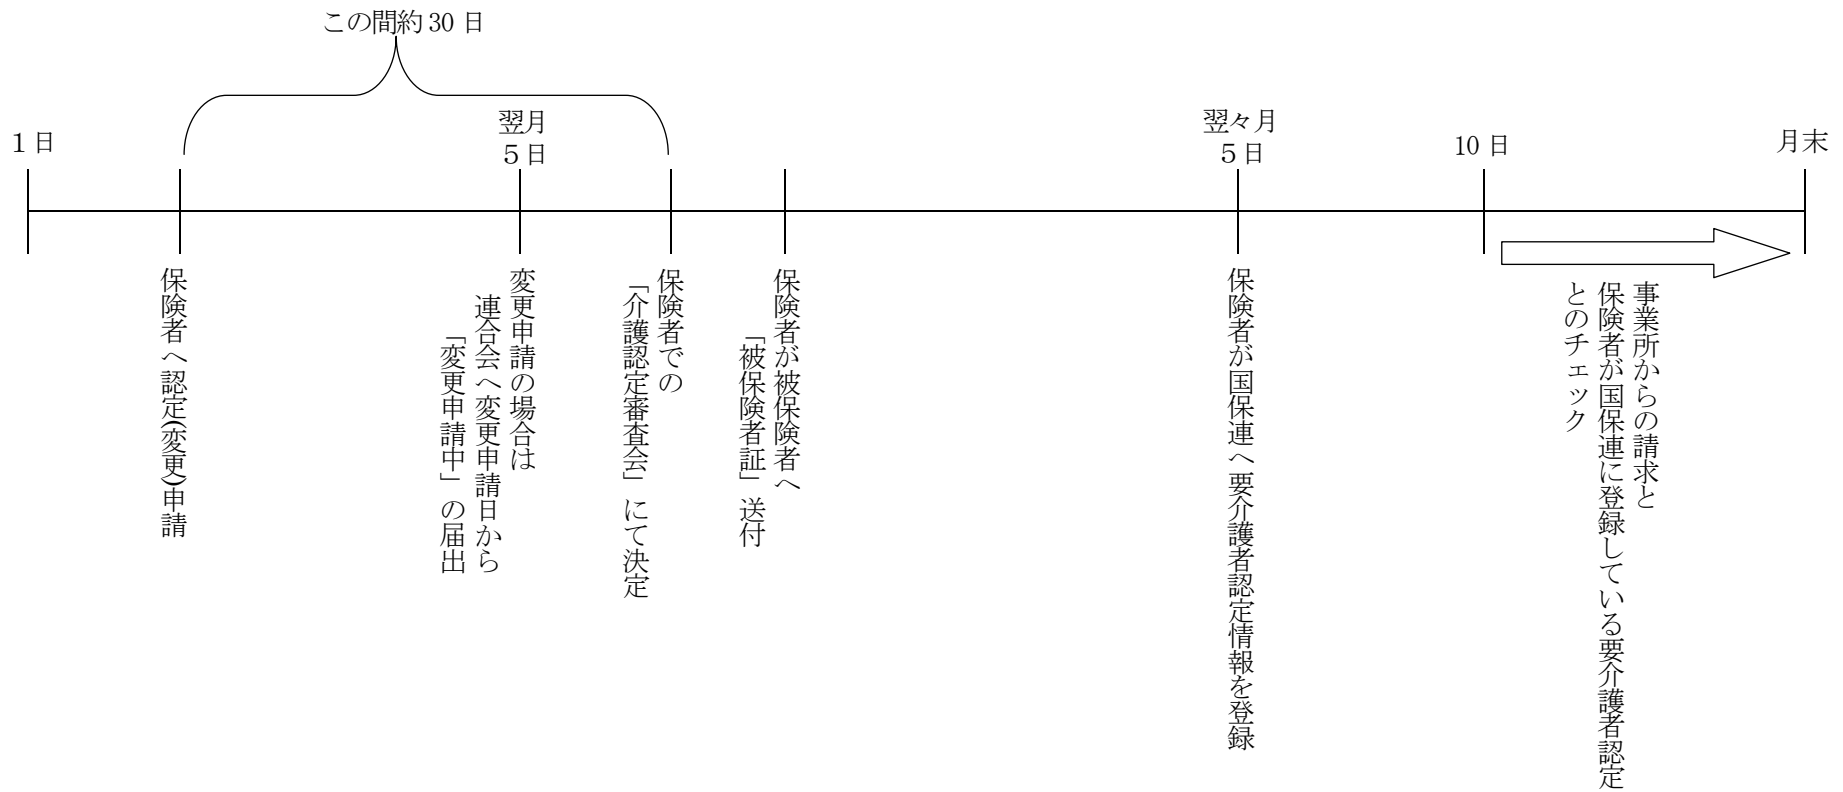 この間約30日
1日
翌月
5日
翌々月
5日
10日
月末
保険者へ認定(変更)申請
変更申請の場合は
連合会へ変更申請日から
「変更申請中」の届出
保険者での
「介護認定審査会」にて決定
保険者が被保険者へ
「被保険者証」送付
保険者が国保連へ要介護者認定情報を登録
事業所からの請求と
保険者が国保連に登録している要介護者認定
とのチェック